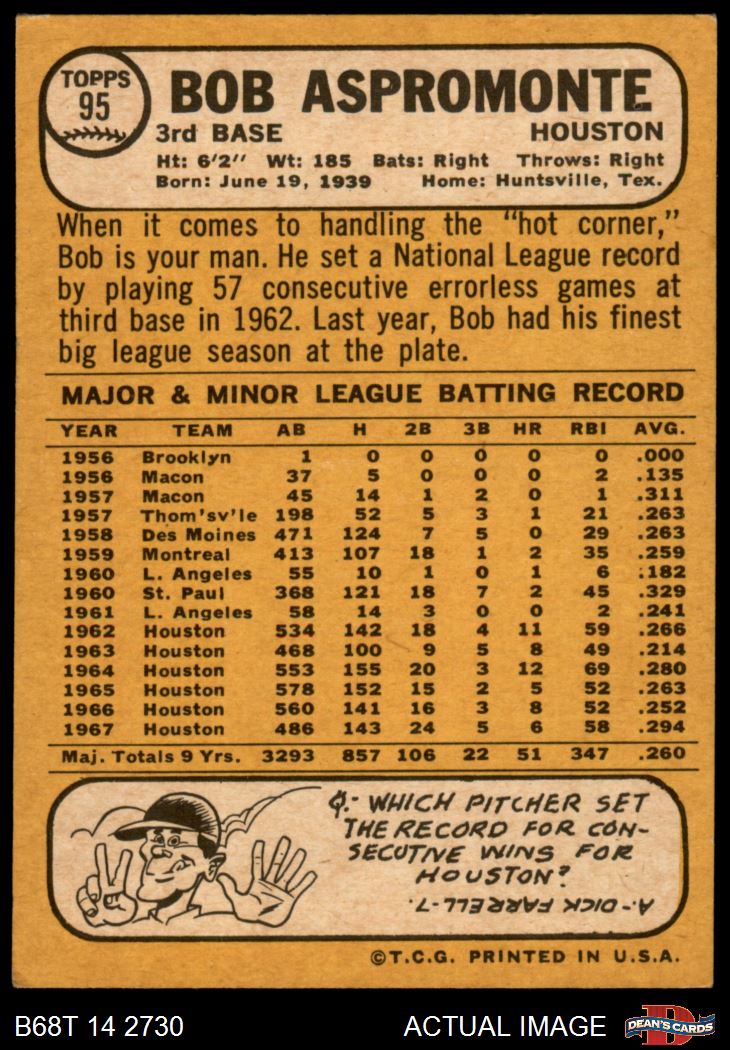 TOPPS
95
BOB ASPROMONTE
3rd BASE HOUSTON
Ht: 6'2" Wt: 185 Bats: Right Throws: Right
Born: June 19, 1939 Home: Huntsville, Tex.
When it comes to handling the "hot corner,"
Bob is your man. He set a National League record
by playing 57 consecutive errorless games at
third base in 1962. Last year, Bob had his finest
big league season at the plate.
MAJOR & MINOR LEAGUE BATTING RECORD
YEAR TEAM AB H 2B 3B HR RBI AVG.
1956 Brooklyn 1 0 0 0 0 0 .000
1956 Macon 37 5 0 0 0 2 .135
1957 Macon 45 14 1 2 0 1 .311
1957 Thom'sv'le 198 52 5 3 1 21 .263
1958 Des Moines 471 124 7 5 0 29 .263
1959 Montreal 413 107 18 1 2 35 .259
1960 L. Angeles 55 10 1 0 1 6 .182
1960 St. Paul 368 121 18 7 2 45 .329
1961 L. Angeles 58 14 3 0 0 2 .241
1962 Houston 534 142 18 4 11 59 .266
1963 Houston 468 100 9 5 8 49 .214
1964 Houston 553 155 20 3 12 69 .280
1965 Houston 578 152 15 2 5 52 .263
1966 Houston 560 141 16 3 8 52 .252
1967 Houston 486 143 24 5 6 58 .294
Maj. Totals 9 Yrs. 3293 857 106 22 51 347 .260
Q.- WHICH PITCHER SET
THE RECORD FOR CON-
SECUTIVE WINS FOR
HOUSTON?
A.- DICK FARRELL-7.
©T.C.G. PRINTED IN U.S.A.
B68T 14 2730 ACTUAL IMAGE D DEAN'S CARDS